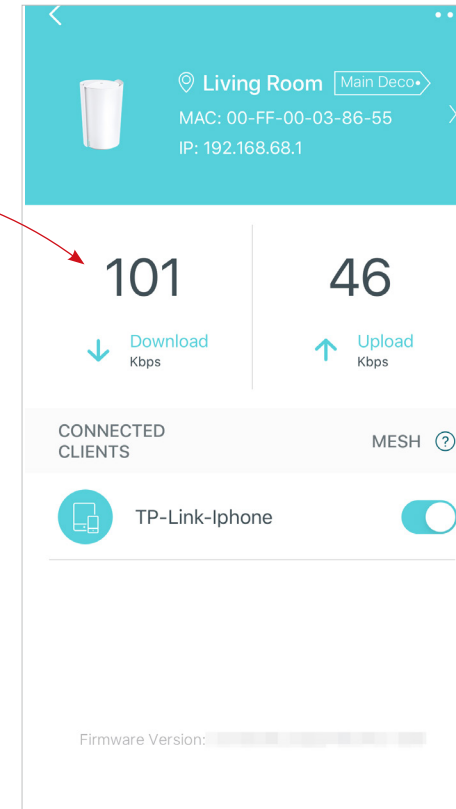 Living Room Main Deco
MAC: 00-FF-00-03-86-55
IP: 192.168.68.1
101 46
Download Upload
Kbps Kbps
CONNECTED
CLIENTS
MESH ?
TP-Link-Iphone
Firmware Version: